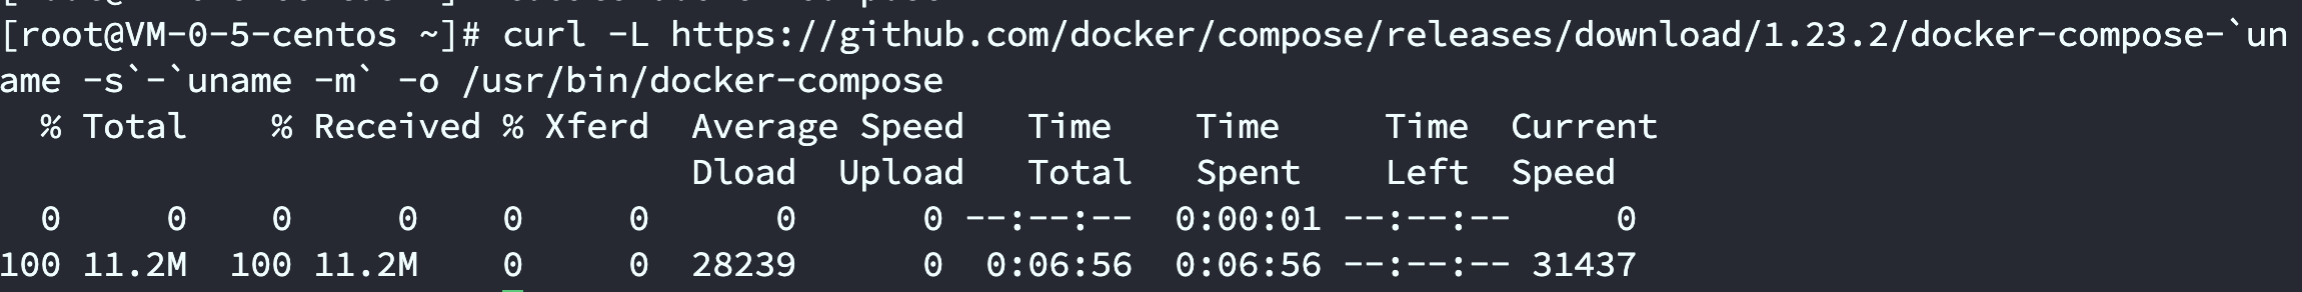 [root@VM-0-5-centos ~]# curl -L https://github.com/docker/compose/releases/download/1.23.2/docker-compose-`un
ame -s`-`uname -m` -o /usr/bin/docker-compose
  % Total    % Received % Xferd  Average Speed   Time    Time     Time  Current
                                 Dload  Upload   Total   Spent    Left  Speed
  0     0    0     0    0     0      0      0 --:--:--  0:00:01 --:--:--     0
100 11.2M  100 11.2M    0     0  28239      0  0:06:56  0:06:56 --:--:-- 31437